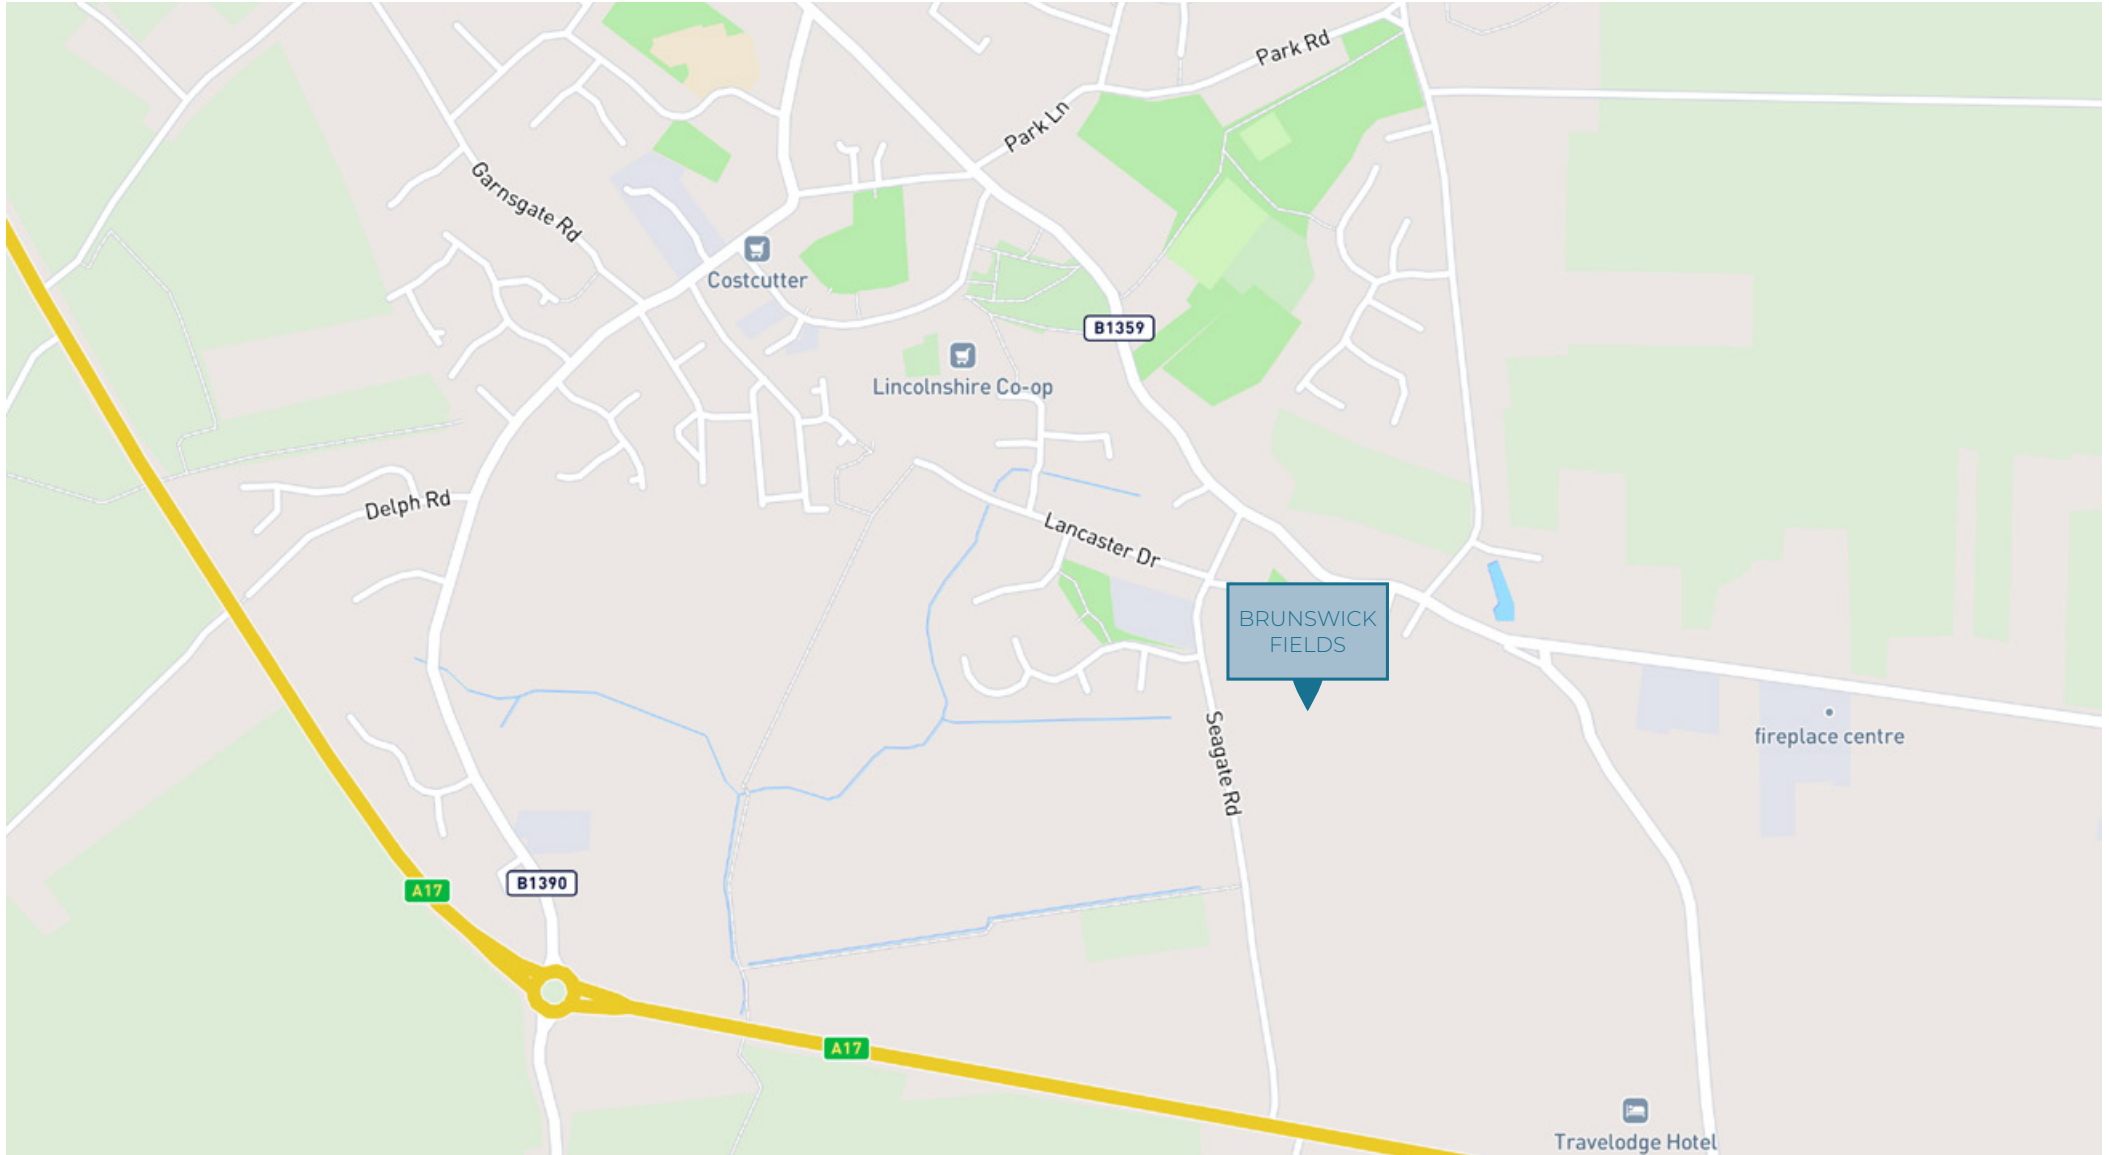 Park Rd
Park Ln
Garnsgate Rd
Costcutter
B1359
Lincolnshire Co-op
Delph Rd
Lancaster Dr
BRUNSWICK
FIELDS
Seagate Rd
fireplace centre
A17
B1390
A17
Travelodge Hotel